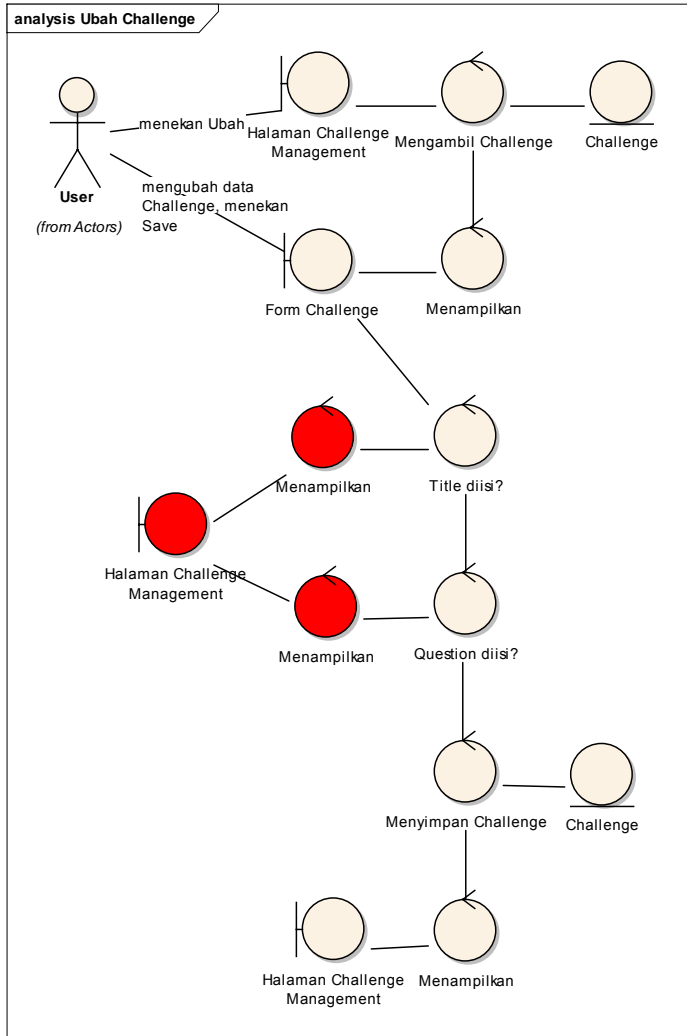 analysis Ubah Challenge
menekan Ubah
Halaman Challenge
Management
Mengambil Challenge
Challenge
User
(from Actors)
mengubah data
Challenge, menekan
Save
Form Challenge
Menampilkan
Menampilkan
Title diisi?
Halaman Challenge
Management
Menampilkan
Question diisi?
Menyimpan Challenge
Challenge
Halaman Challenge
Management
Menampilkan